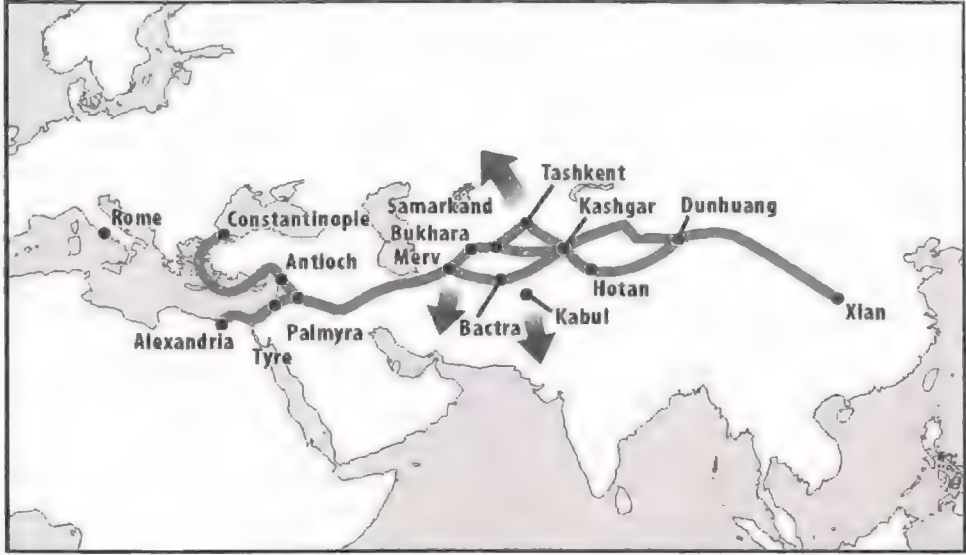 Tashkent
Samarkand
Kashgar
Dunhuang
Rome
Constantinople
Bukhara
Merv
Antioch
Hotan
Kabul
Xian
Bactra
Palmyra
Alexandria
Tyre